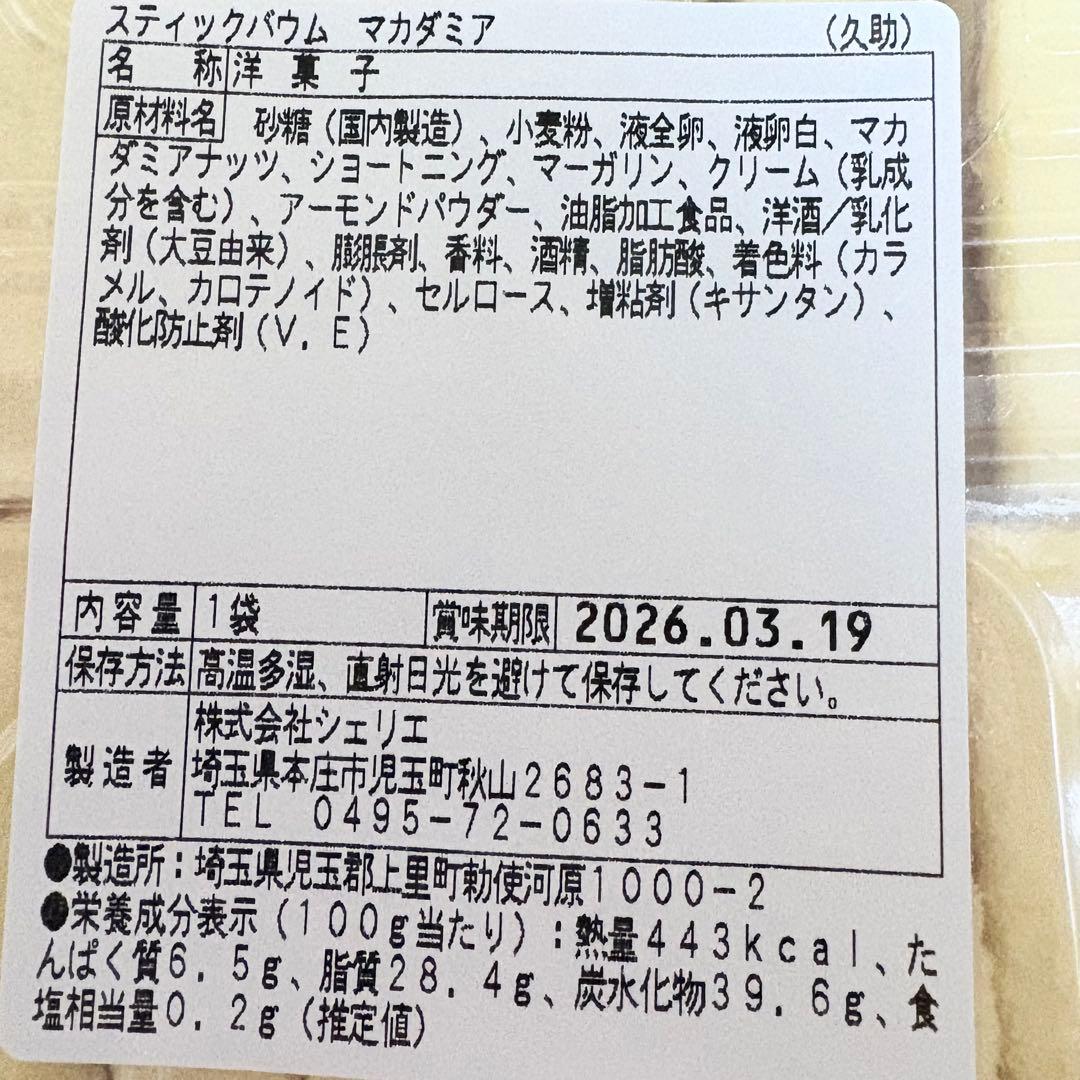 スティックバウム　マカダミア　（久助）
名　称 洋　菓　子
原材料名 砂糖（国内製造）、小麦粉、液全卵、液卵白、マカ
ダミアナッツ、ショートニング、マーガリン、クリーム（乳成
分を含む）、アーモンドパウダー、油脂加工食品、洋酒／乳化
剤（大豆由来）、膨脹剤、香料、酒精、脂肪酸、着色料（カラ
メル、カロテノイド）、セルロース、増粘剤（キサンタン）、
酸化防止剤（Ｖ．Ｅ）
内容量 １袋 賞味期限 2026.03.19
保存方法 高温多湿、直射日光を避けて保存してください。
製造者 株式会社シェリエ
埼玉県本庄市児玉町秋山２６８３－１
ＴＥＬ　０４９５－７２－０６３３
●製造所：埼玉県児玉郡上里町勅使河原１０００－２
●栄養成分表示（１００ｇ当たり）：熱量４４３ｋｃａｌ、た
んぱく質６．５ｇ、脂質２８．４ｇ、炭水化物３９．６ｇ、食
塩相当量０．２ｇ（推定値）